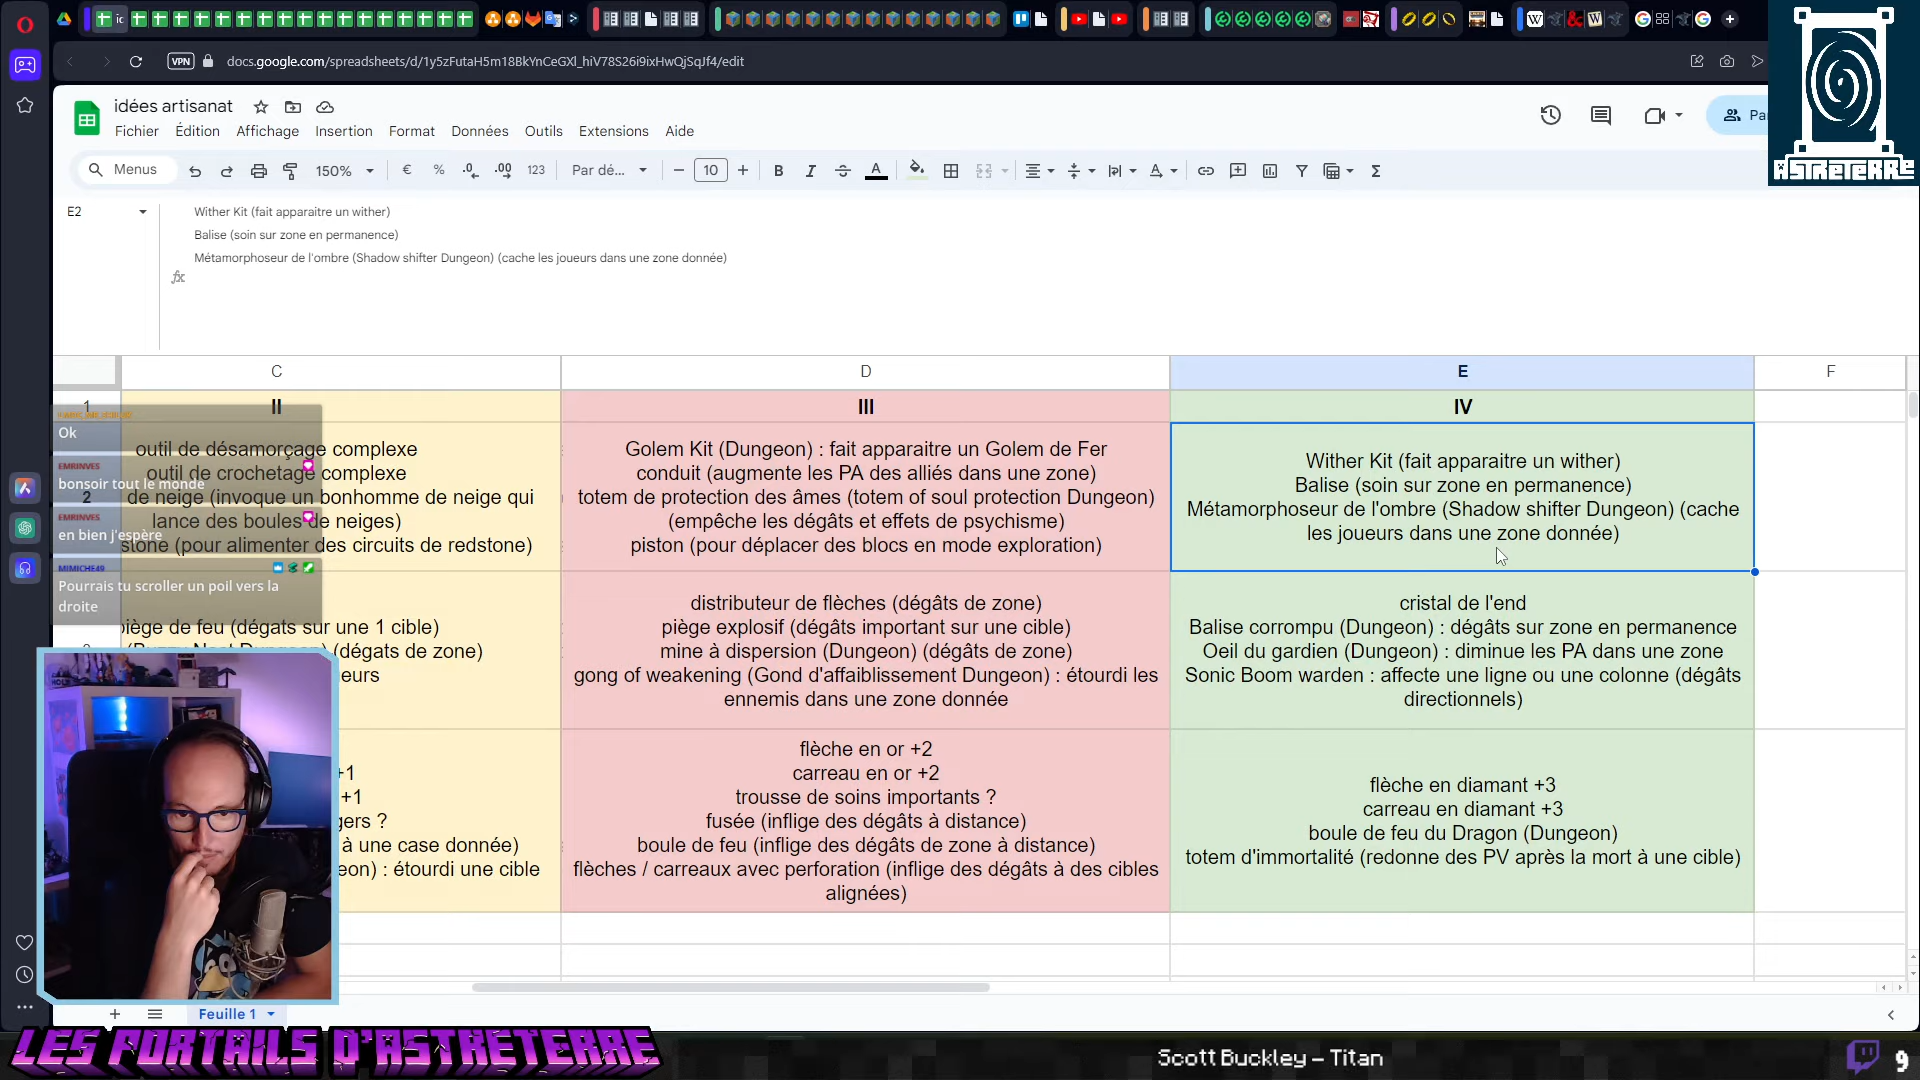 ic
docs.google.com/spreadsheets/d/1y5zFutaH5m18BkYnCeGXl_hiV78S26i9ixHwQjSqJf4/edit
VPN
ASTRETERRE
idées artisanat
Fichier Édition Affichage Insertion Format Données Outils Extensions Aide
Pa
Menus 150% € % .0 .00 123 Par dé... 10 B I A
E2
Wither Kit (fait apparaitre un wither)
Balise (soin sur zone en permanence)
Métamorphoseur de l'ombre (Shadow shifter Dungeon) (cache les joueurs dans une zone donnée)
fx
C D E F
1 II III IV
2
outil de désamorçage complexe
outil de crochetage complexe
de neige (invoque un bonhomme de neige qui
lance des boules de neiges)
stone (pour alimenter des circuits de redstone)
Golem Kit (Dungeon) : fait apparaitre un Golem de Fer
conduit (augmente les PA des alliés dans une zone)
totem de protection des âmes (totem of soul protection Dungeon)
(empêche les dégâts et effets de psychisme)
piston (pour déplacer des blocs en mode exploration)
Wither Kit (fait apparaitre un wither)
Balise (soin sur zone en permanence)
Métamorphoseur de l'ombre (Shadow shifter Dungeon) (cache
les joueurs dans une zone donnée)
piège de feu (dégats sur une 1 cible)
Nest Dungeon) (dégats de zone)
eurs
distributeur de flèches (dégâts de zone)
piège explosif (dégâts important sur une cible)
mine à dispersion (Dungeon) (dégâts de zone)
gong of weakening (Gond d'affaiblissement Dungeon) : étourdi les
ennemis dans une zone donnée
cristal de l'end
Balise corrompu (Dungeon) : dégâts sur zone en permanence
Oeil du gardien (Dungeon) : diminue les PA dans une zone
Sonic Boom warden : affecte une ligne ou une colonne (dégâts
directionnels)
+1
+1
gers ?
à une case donnée)
eon) : étourdi une cible
flèche en or +2
carreau en or +2
trousse de soins importants ?
fusée (inflige des dégâts à distance)
boule de feu (inflige des dégâts de zone à distance)
flèches / carreaux avec perforation (inflige des dégâts à des cibles
alignées)
flèche en diamant +3
carreau en diamant +3
boule de feu du Dragon (Dungeon)
totem d'immortalité (redonne des PV après la mort à une cible)
Ok
EMRINVES
bonsoir tout le monde
EMRINVES
en bien j'espère
MIMICHE49
Pourrais tu scroller un poil vers la
droite
Feuille 1
LES PORTAILS D'ASTRETERRE
Scott Buckley – Titan
9